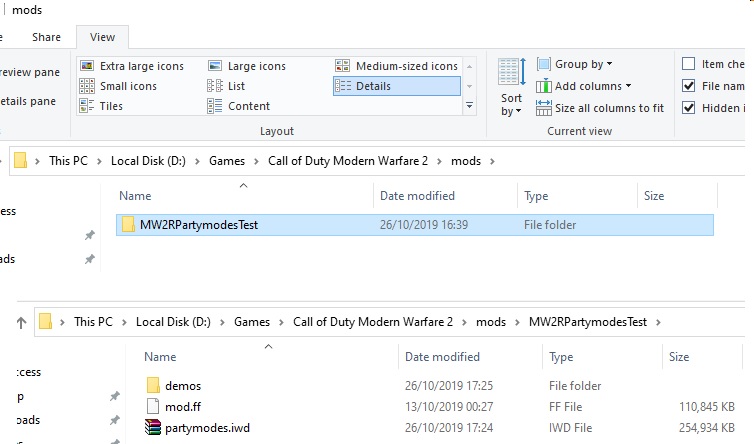 mods
Share View
review pane
etails pane
Extra large icons Large icons Medium-sized icons
Small icons List Details
Tiles Content
Layout
Sort by
Group by
Add columns
Size all columns to fit
Current view
Item che
File nam
Hidden i
This PC Local Disk (D:) Games Call of Duty Modern Warfare 2 mods
Name Date modified Type Size
cess
MW2RPartymodesTest 26/10/2019 16:39 File folder
ads
This PC Local Disk (D:) Games Call of Duty Modern Warfare 2 mods MW2RPartymodesTest
Name Date modified Type Size
:cess
demos 26/10/2019 17:25 File folder
p
mod.ff 13/10/2019 00:27 FF File 110,845 KB
oads
partymodes.iwd 26/10/2019 17:24 IWD File 254,934 KB